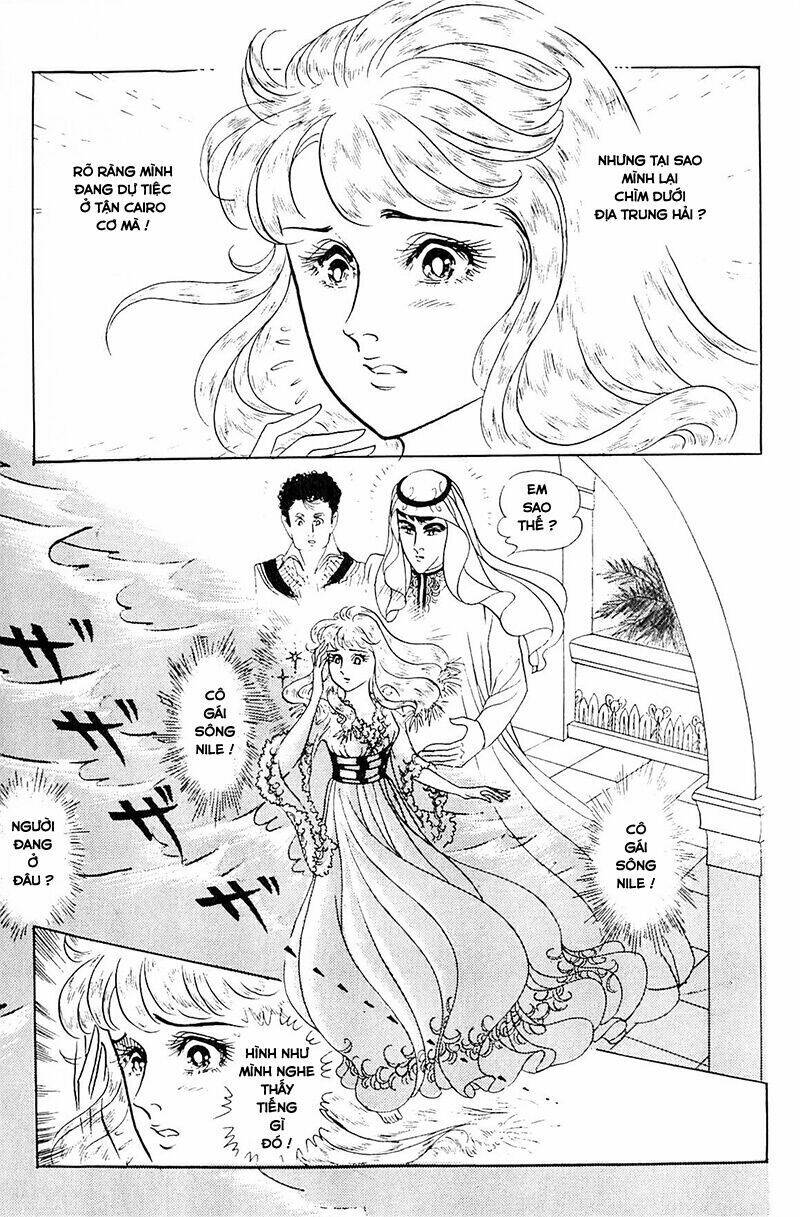 RÕ RÀNG MÌNH
ĐANG DỰ TIỆC
Ở TẬN CAIRO
CƠ MÀ !
NHƯNG TẠI SAO
MÌNH LẠI
CHÌM DƯỚI
ĐỊA TRUNG HẢI ?
EM
SAO
THẾ ?
ザザザザ
CÔ
GÁI
SÔNG
NILE !
CÔ
GÁI
SÔNG
NILE !
NGƯỜI
ĐANG
Ở
ĐÂU ?
HÌNH NHƯ
MÌNH NGHE
THẤY
TIẾNG
GÌ
ĐÓ !